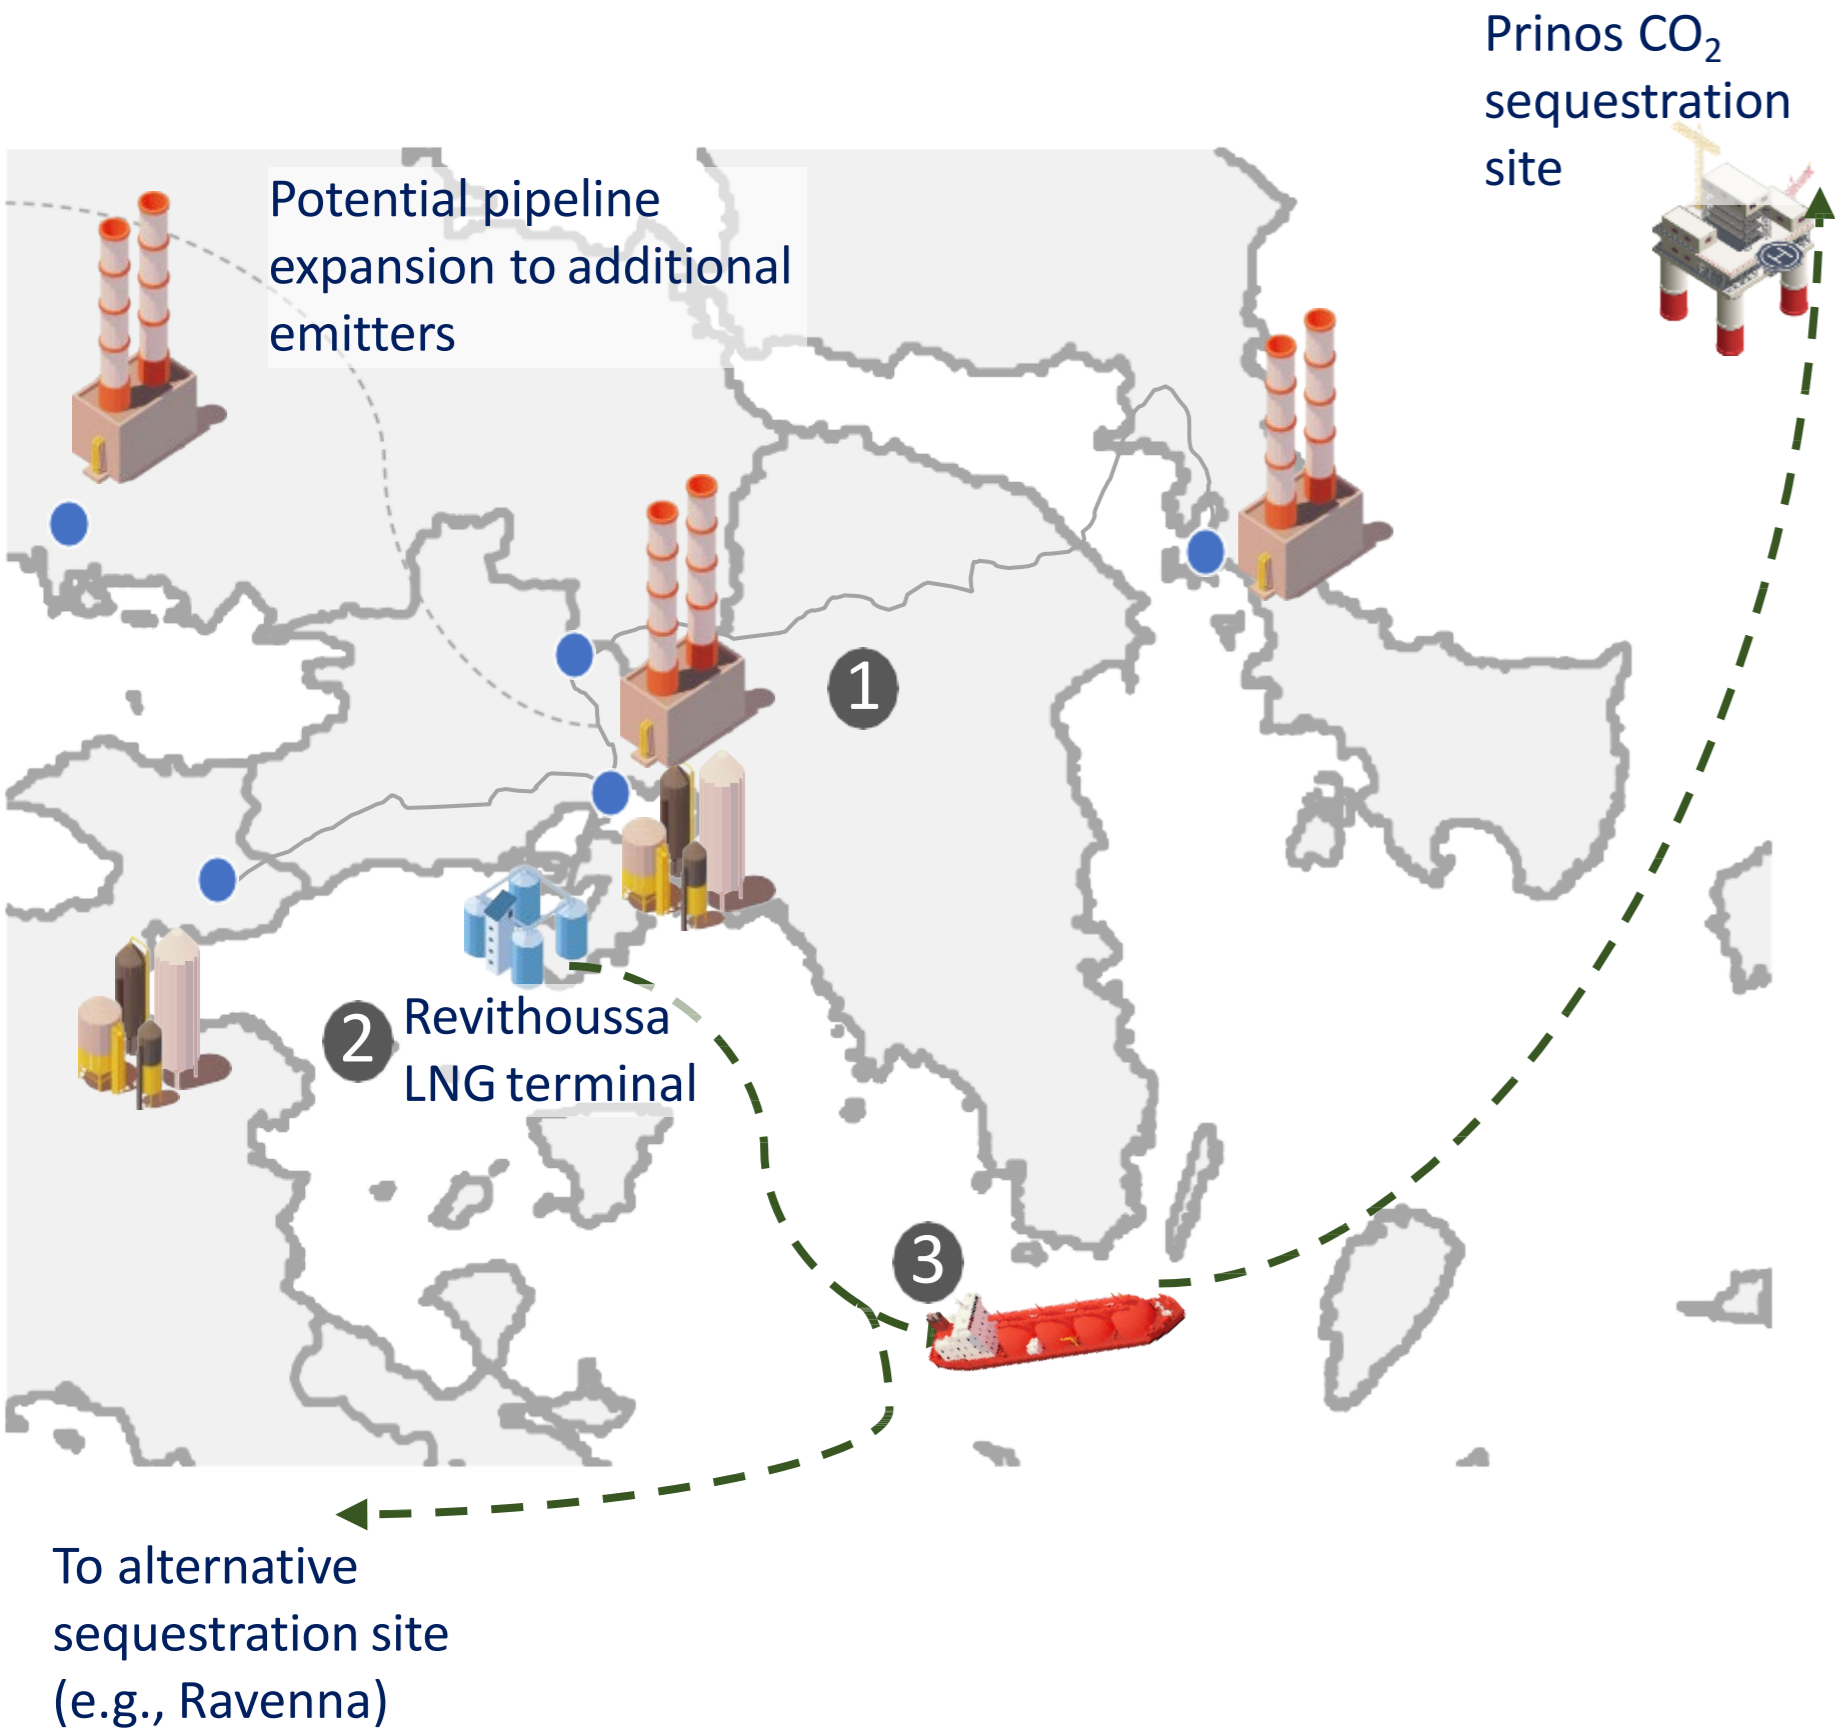 Prinos CO₂
sequestration
site
Potential pipeline
expansion to additional
emitters
H
1
2
Revithoussa
LNG terminal
3
To alternative
sequestration site
(e.g., Ravenna)